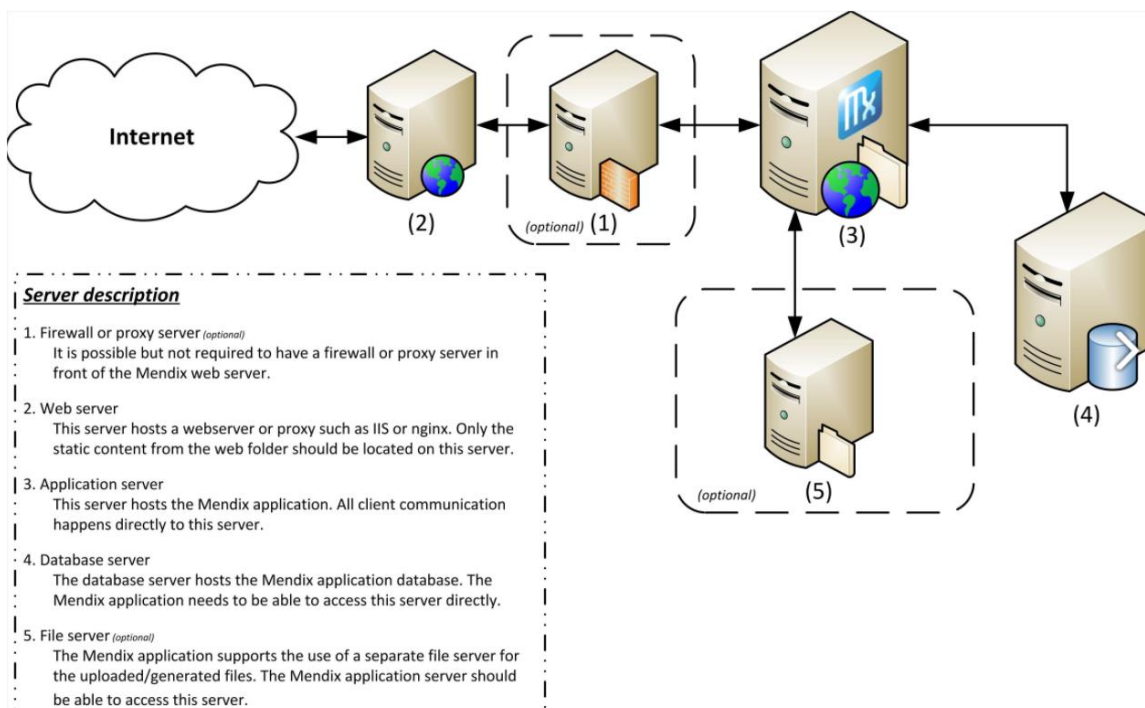 Internet
(2)
(optional) (1)
(3)
(4)
(5)
(optional)
Server description
1. Firewall or proxy server (optional)
It is possible but not required to have a firewall or proxy server in
front of the Mendix web server.
2. Web server
This server hosts a webserver or proxy such as IIS or nginx. Only the
static content from the web folder should be located on this server.
3. Application server
This server hosts the Mendix application. All client communication
happens directly to this server.
4. Database server
The database server hosts the Mendix application database. The
Mendix application needs to be able to access this server directly.
5. File server (optional)
The Mendix application supports the use of a separate file server for
the uploaded/generated files. The Mendix application server should
be able to access this server.
mx